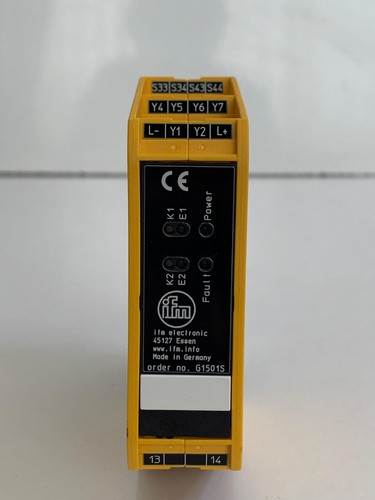 S33 S34 S43 S44
Y4 Y5 Y6 Y7
L- Y1 Y2 L+
CE
K1 E1 Power
K2 E2 Fault
ifm
ifm electronic
45127 Essen
www.ifm.info
Made in Germany
order no. G1501S
13 14